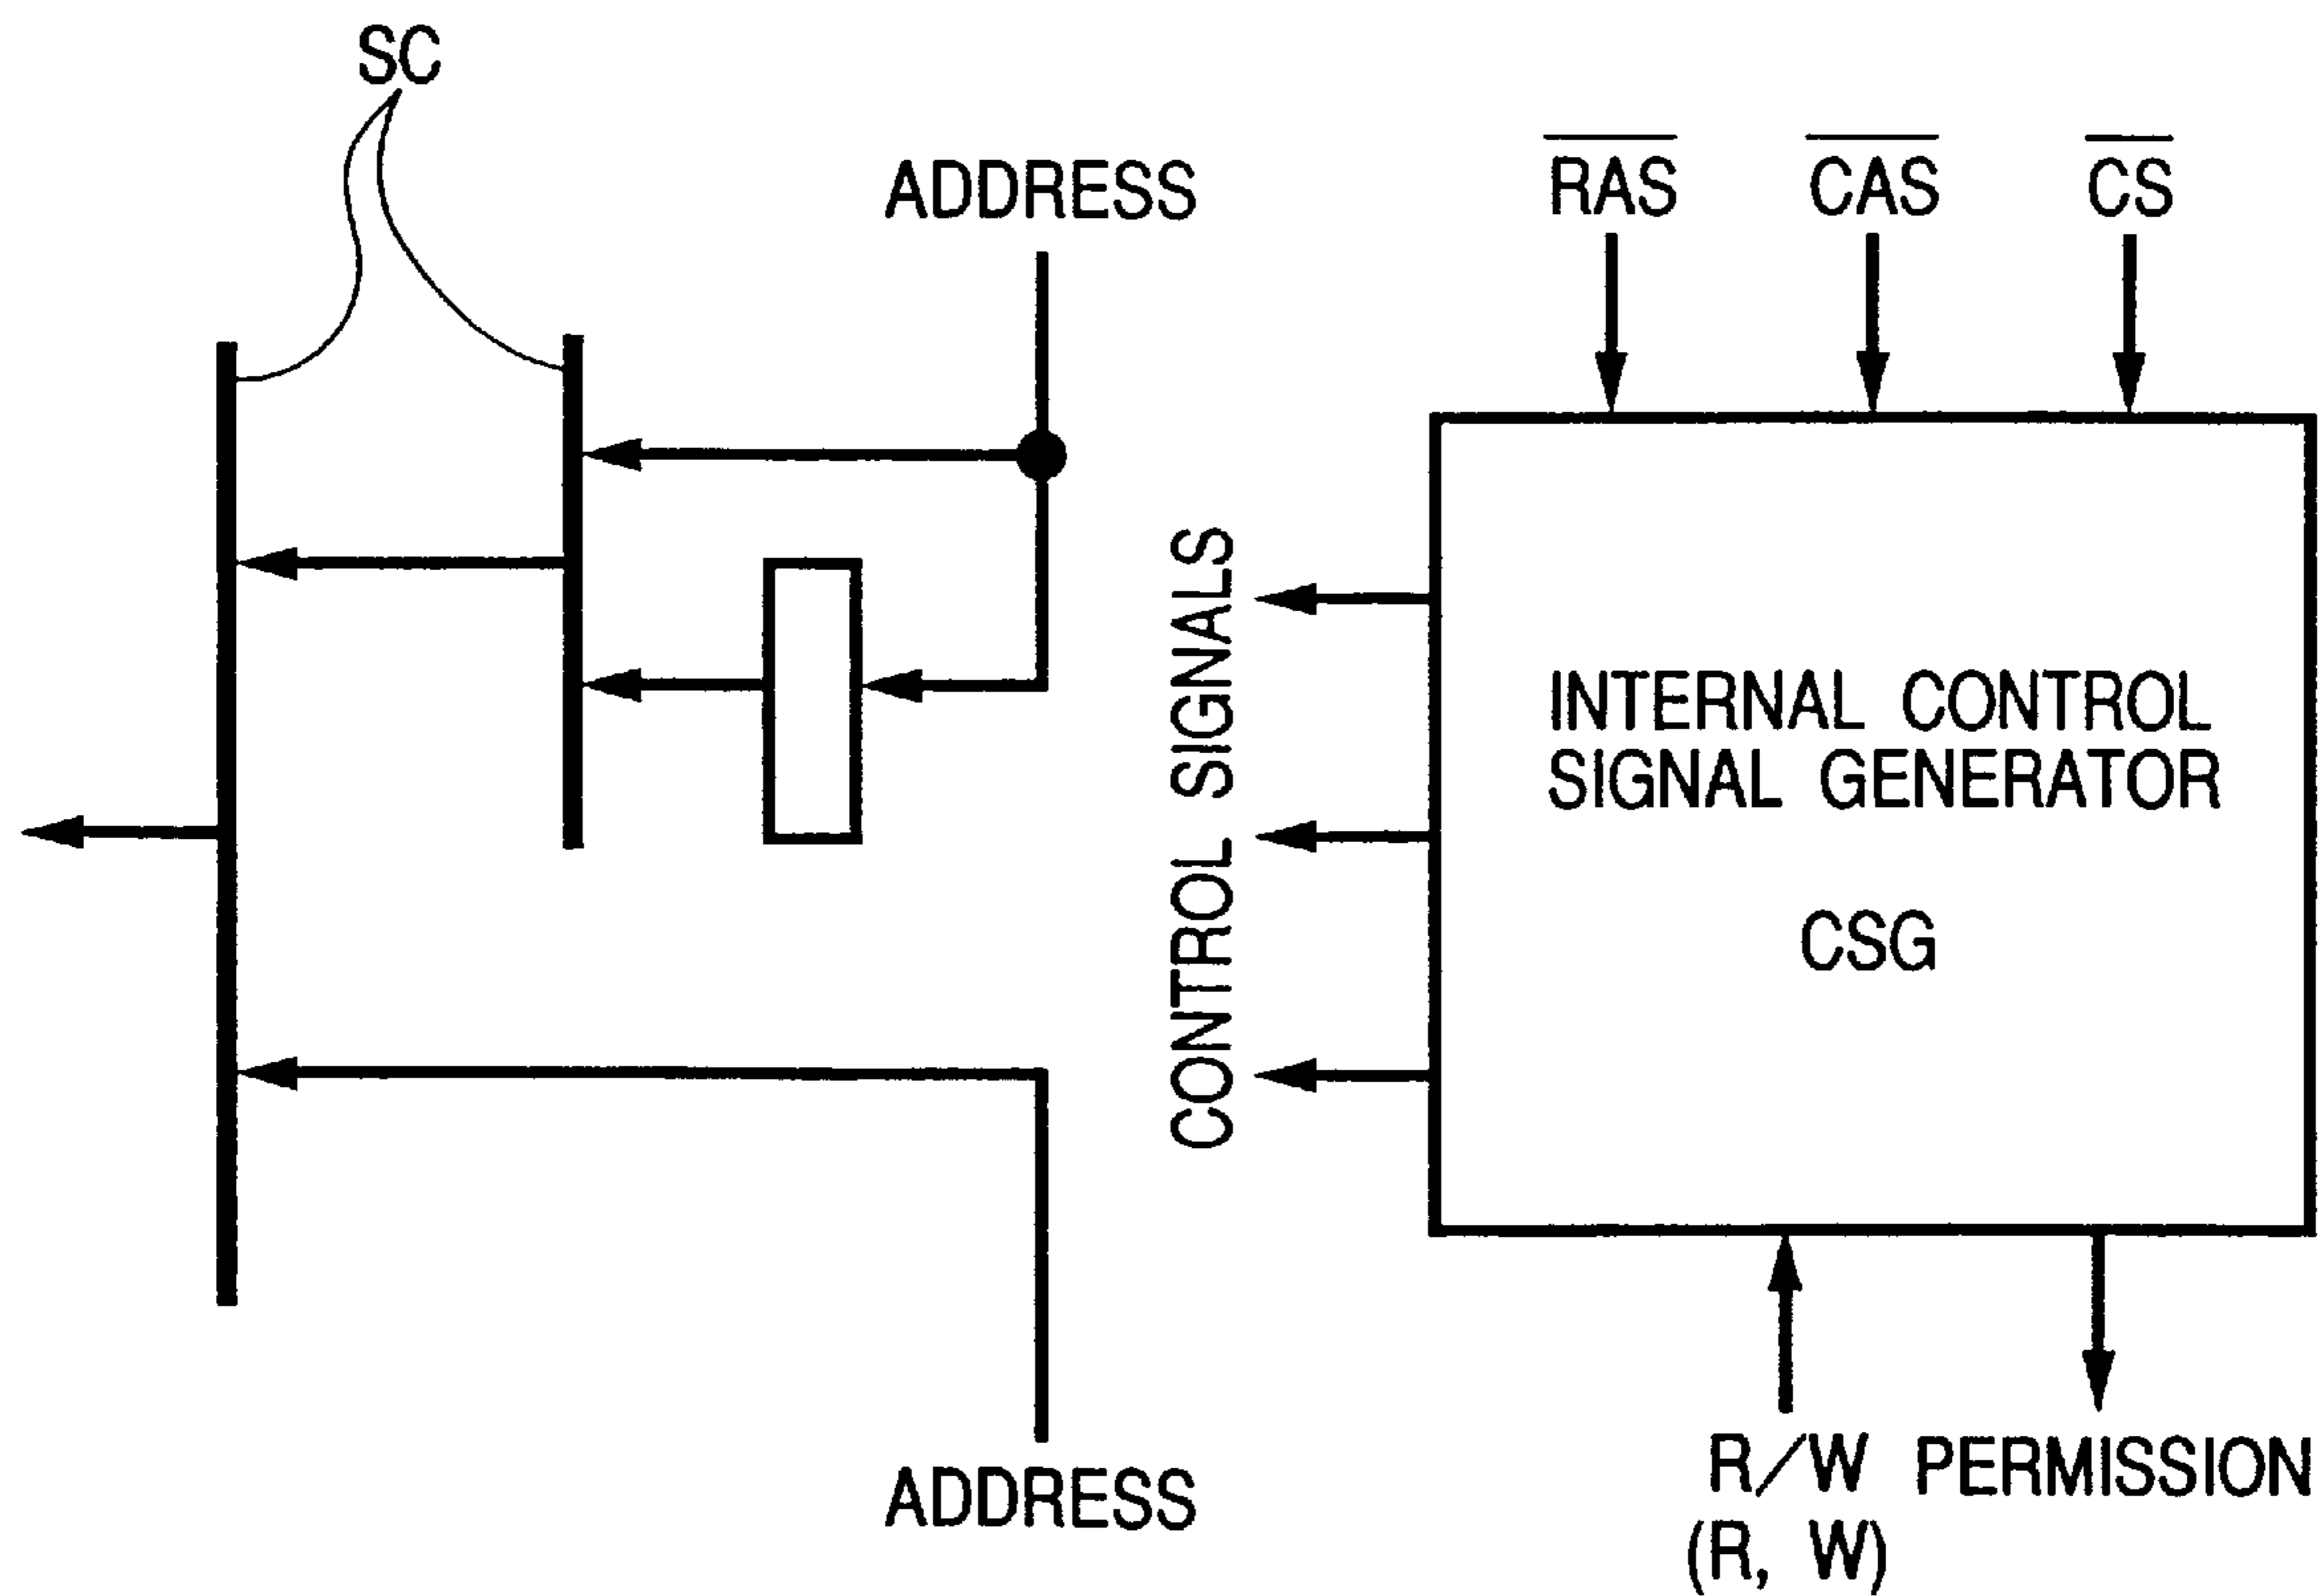 SC
ADDRESS
RAS
CAS
CS
CONTROL SIGNALS
INTERNAL CONTROL
SIGNAL GENERATOR
CSG
ADDRESS
R/W
(R, W)
PERMISSION